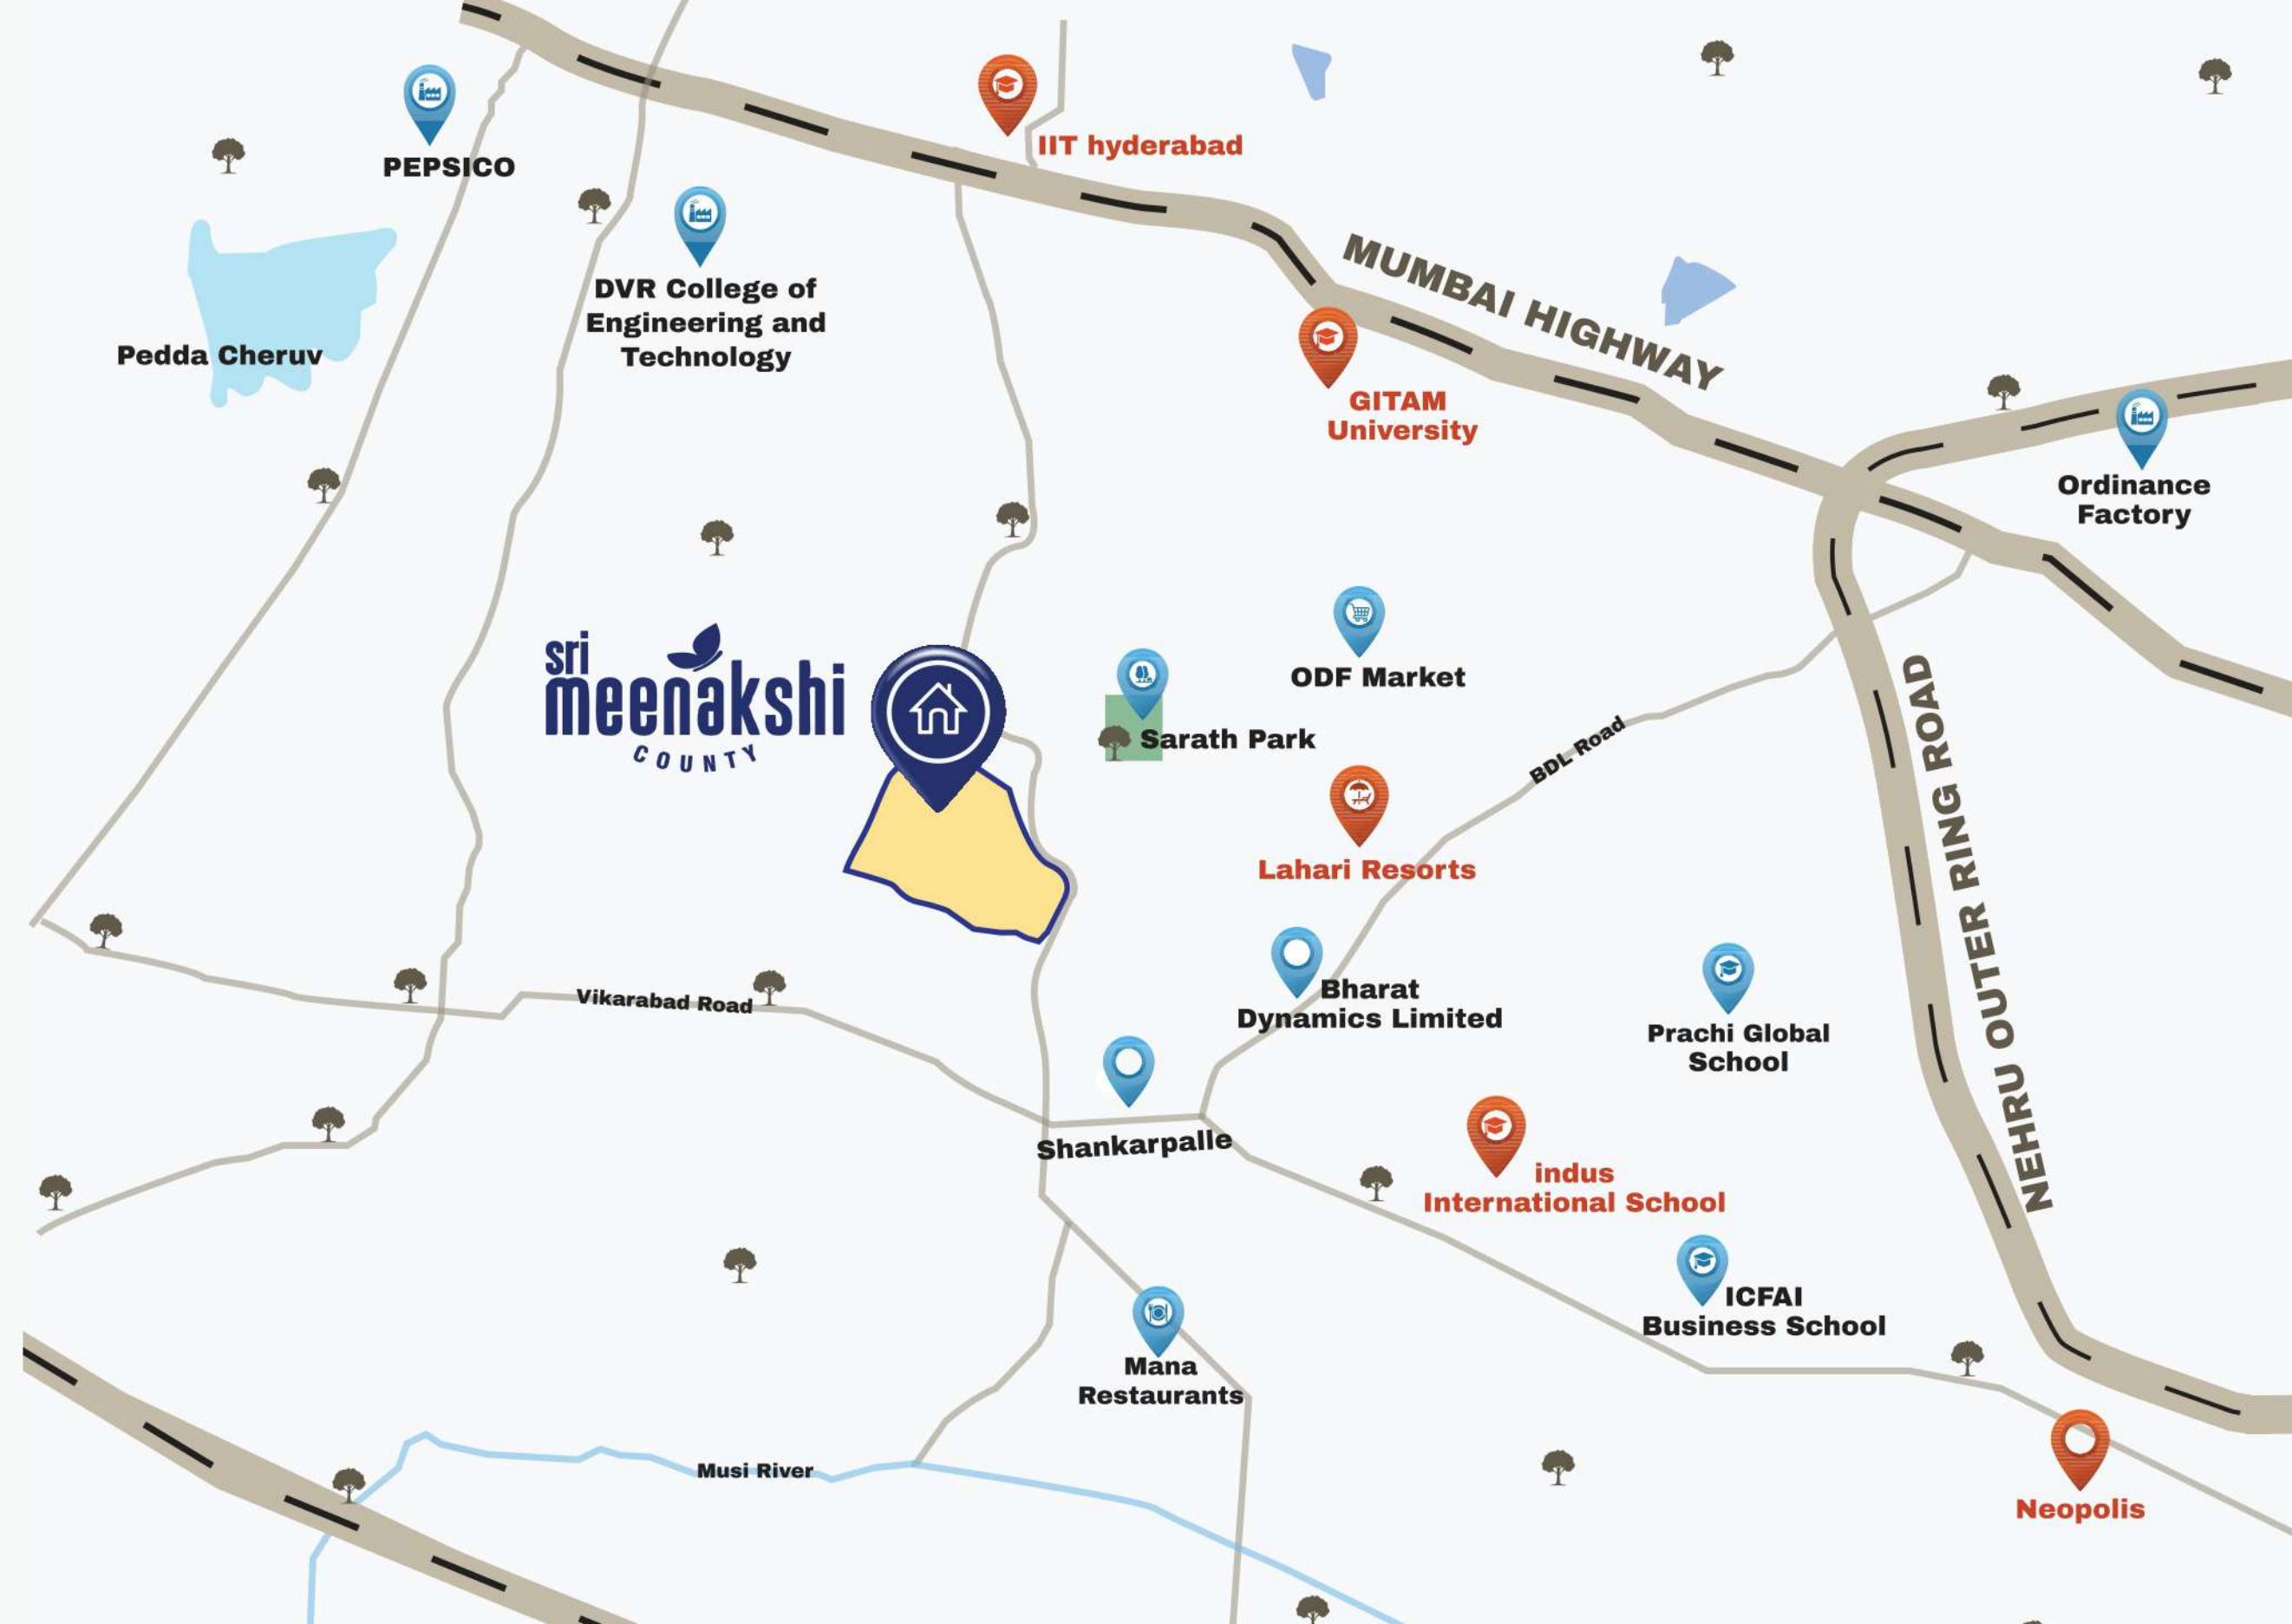 PEPSICO
IIT hyderabad
DVR College of
Engineering and
Technology
Pedda Cheruv
MUMBAI HIGHWAY
GITAM
University
Ordinance
Factory
sri
meenakshi
COUNTY
ODF Market
Sarath Park
BDL Road
NEHRU OUTER RING ROAD
Lahari Resorts
Bharat
Dynamics Limited
Prachi Global
School
Vikarabad Road
Shankarpalle
indus
International School
ICFAI
Business School
Mana
Restaurants
Musi River
Neopolis